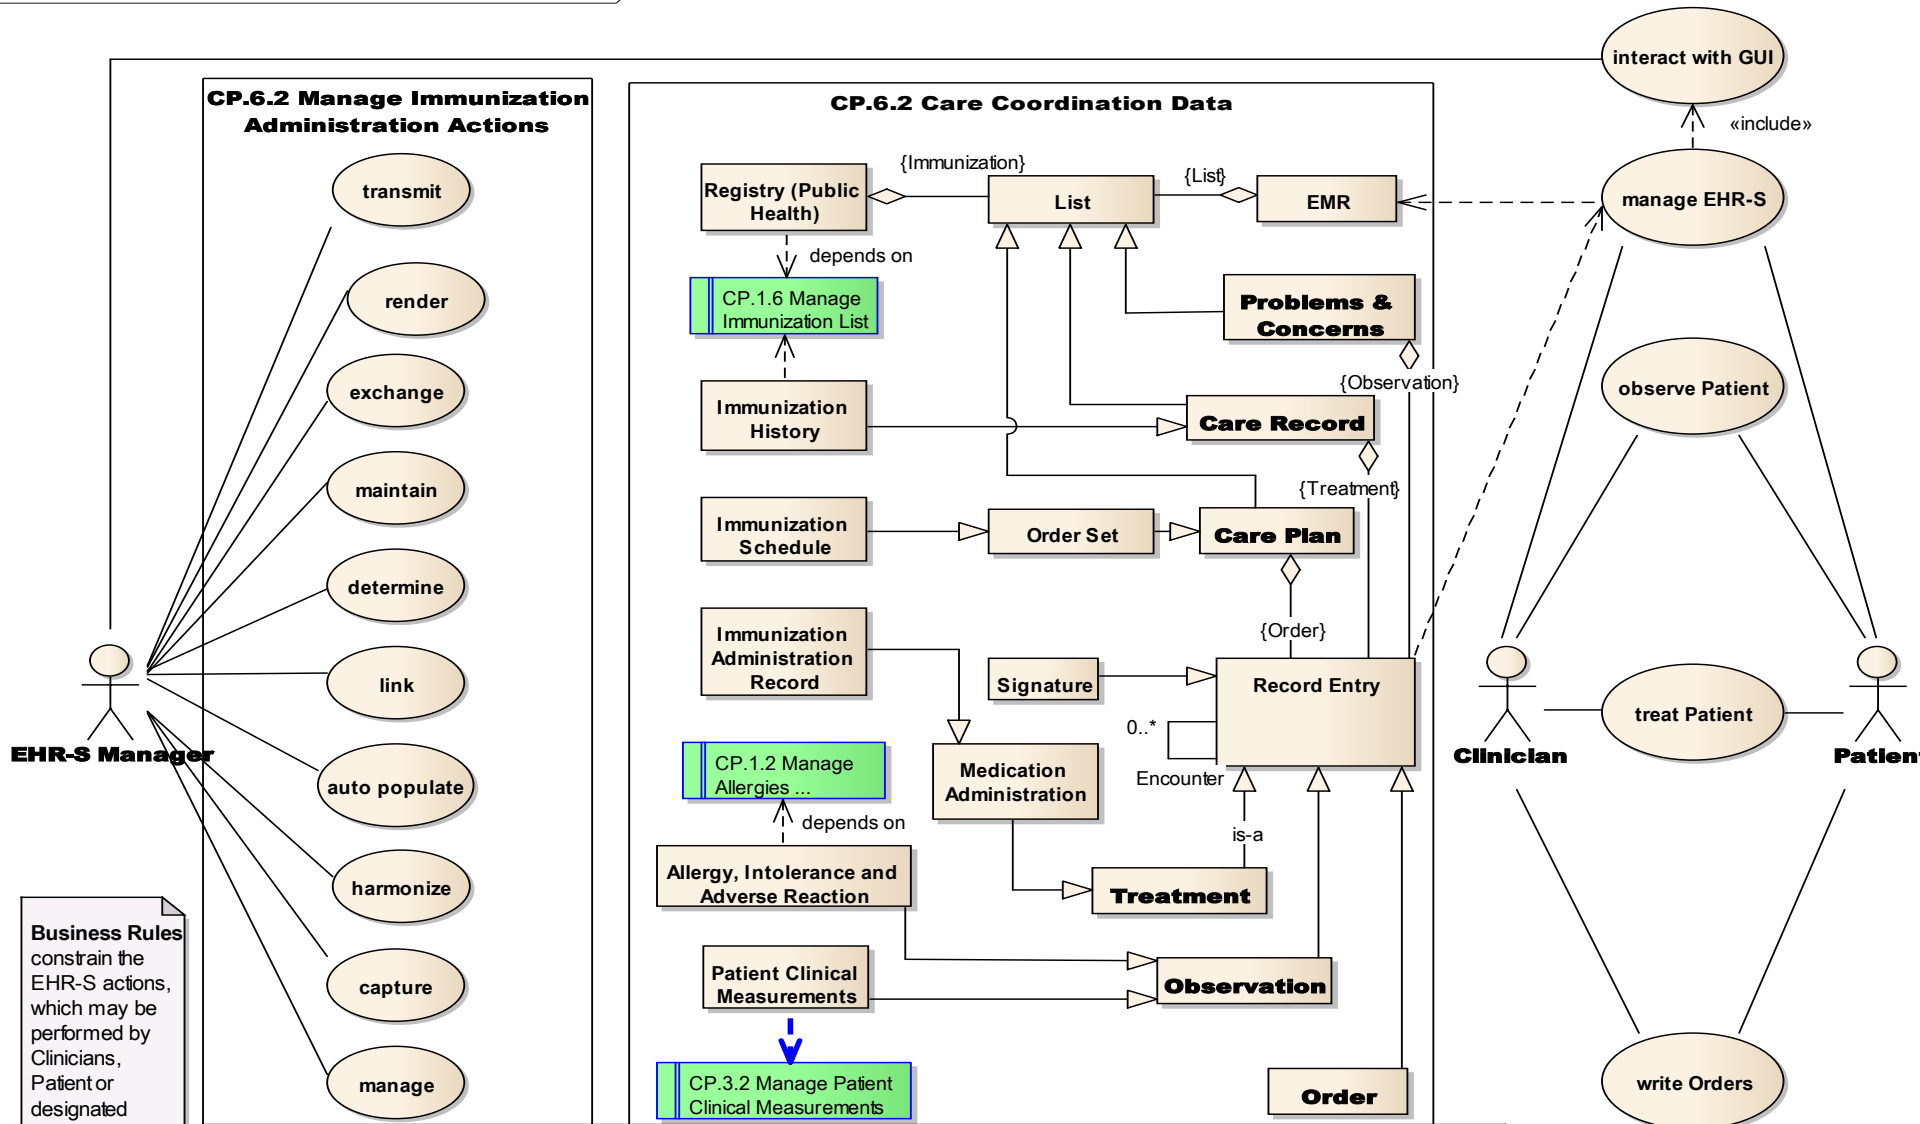 interact with GUI
«include»
manage EHR-S
observe Patient
treat Patient
write Orders
Clinician
Patient
EHR-S Manager
CP.6.2 Manage Immunization
Administration Actions
transmit
render
exchange
maintain
determine
link
auto populate
harmonize
capture
manage
Business Rules
constrain the
EHR-S actions,
which may be
performed by
Clinicians,
Patient or
designated
CP.6.2 Care Coordination Data
{Immunization}
{List}
Registry (Public
Health)
List
EMR
depends on
CP.1.6 Manage
Immunization List
Problems &
Concerns
{Observation}
Immunization
History
Care Record
{Treatment}
Immunization
Schedule
Order Set
Care Plan
{Order}
Immunization
Administration
Record
Signature
Record Entry
0..*
Encounter
CP.1.2 Manage
Allergies ...
Medication
Administration
depends on
is-a
Allergy, Intolerance and
Adverse Reaction
Treatment
Patient Clinical
Measurements
Observation
CP.3.2 Manage Patient
Clinical Measurements
Order